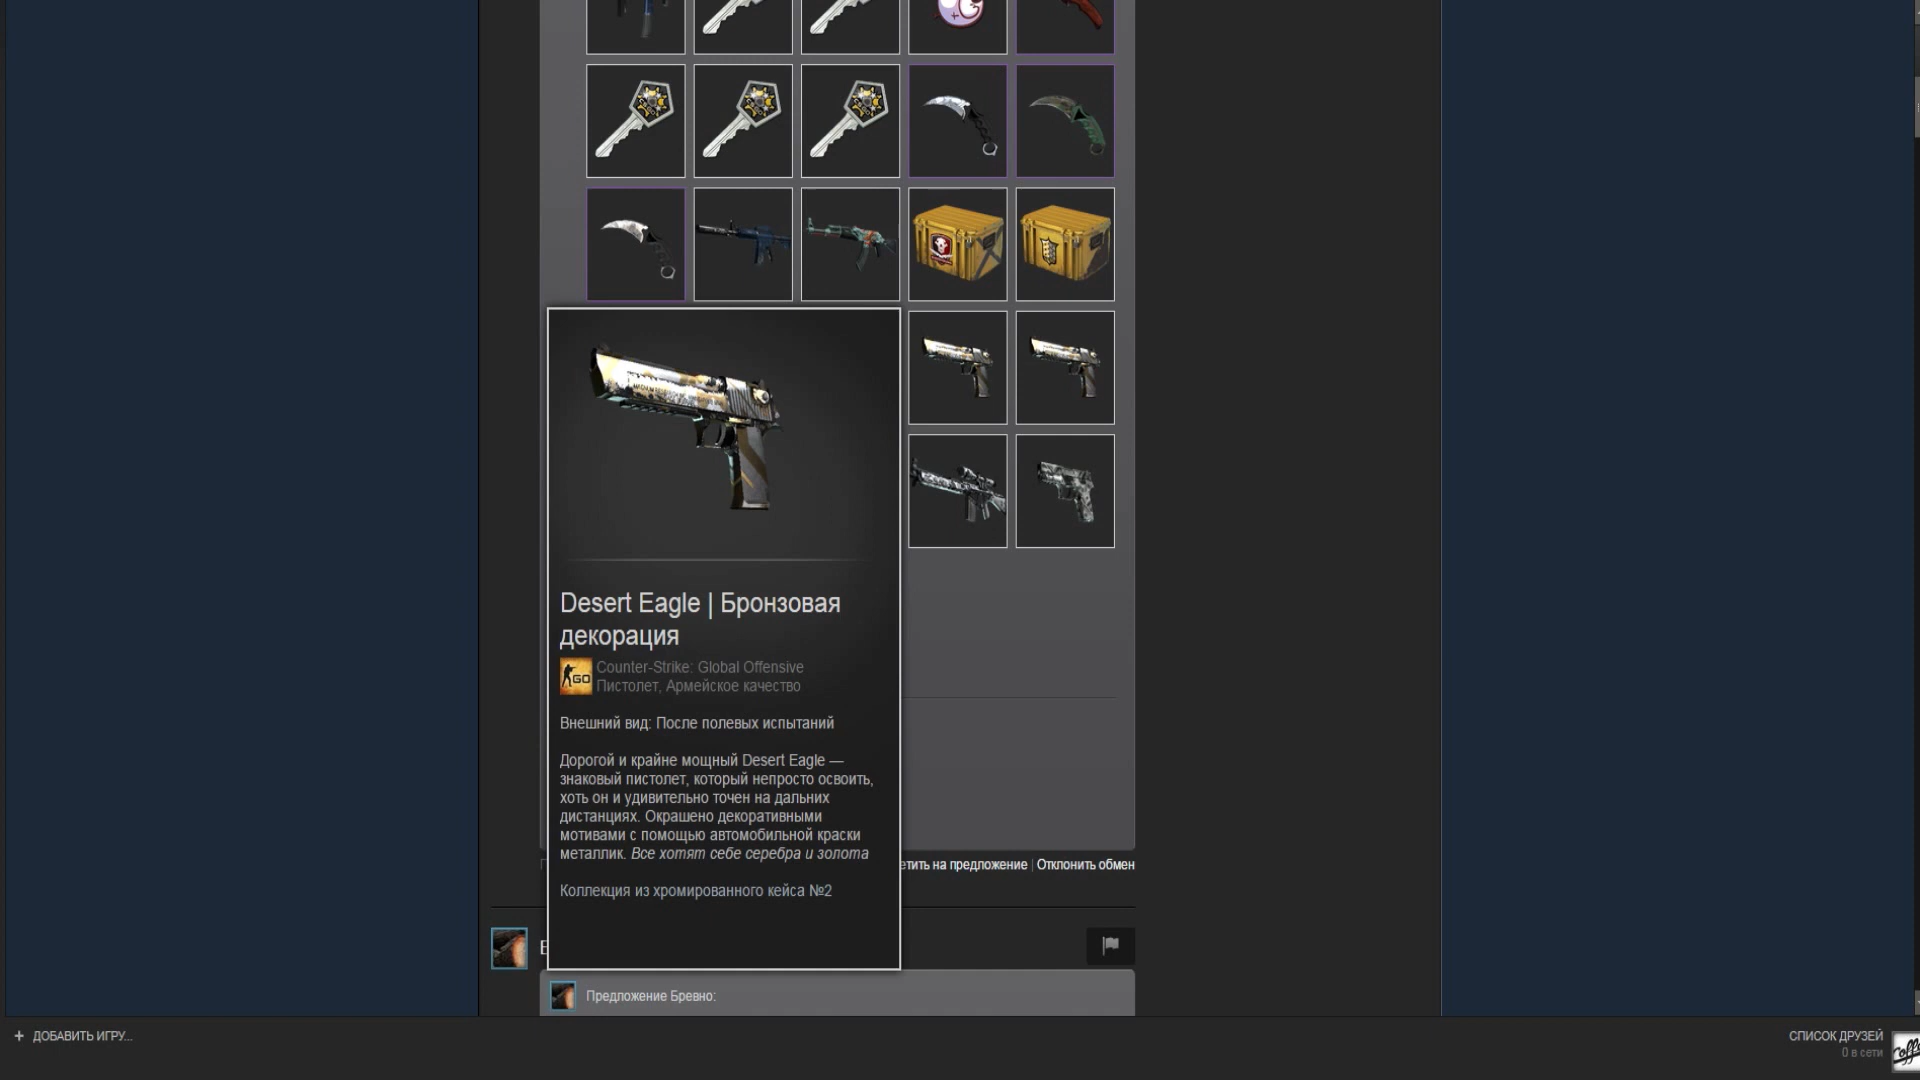 Desert Eagle | Бронзовая
декорация
Counter-Strike: Global Offensive
Пистолет, Армейское качество
Внешний вид: После полевых испытаний
Дорогой и крайне мощный Desert Eagle —
знаковый пистолет, который непросто освоить,
хоть он и удивительно точен на дальних
дистанциях. Окрашено декоративными
мотивами с помощью автомобильной краски
металлик. Все хотят себе серебра и золота
Коллекция из хромированного кейса №2
на предложение | Отклонить обмен
Предложение Бревно:
+ ДОБАВИТЬ ИГРУ...
СПИСОК ДРУЗЕЙ
0 в сети